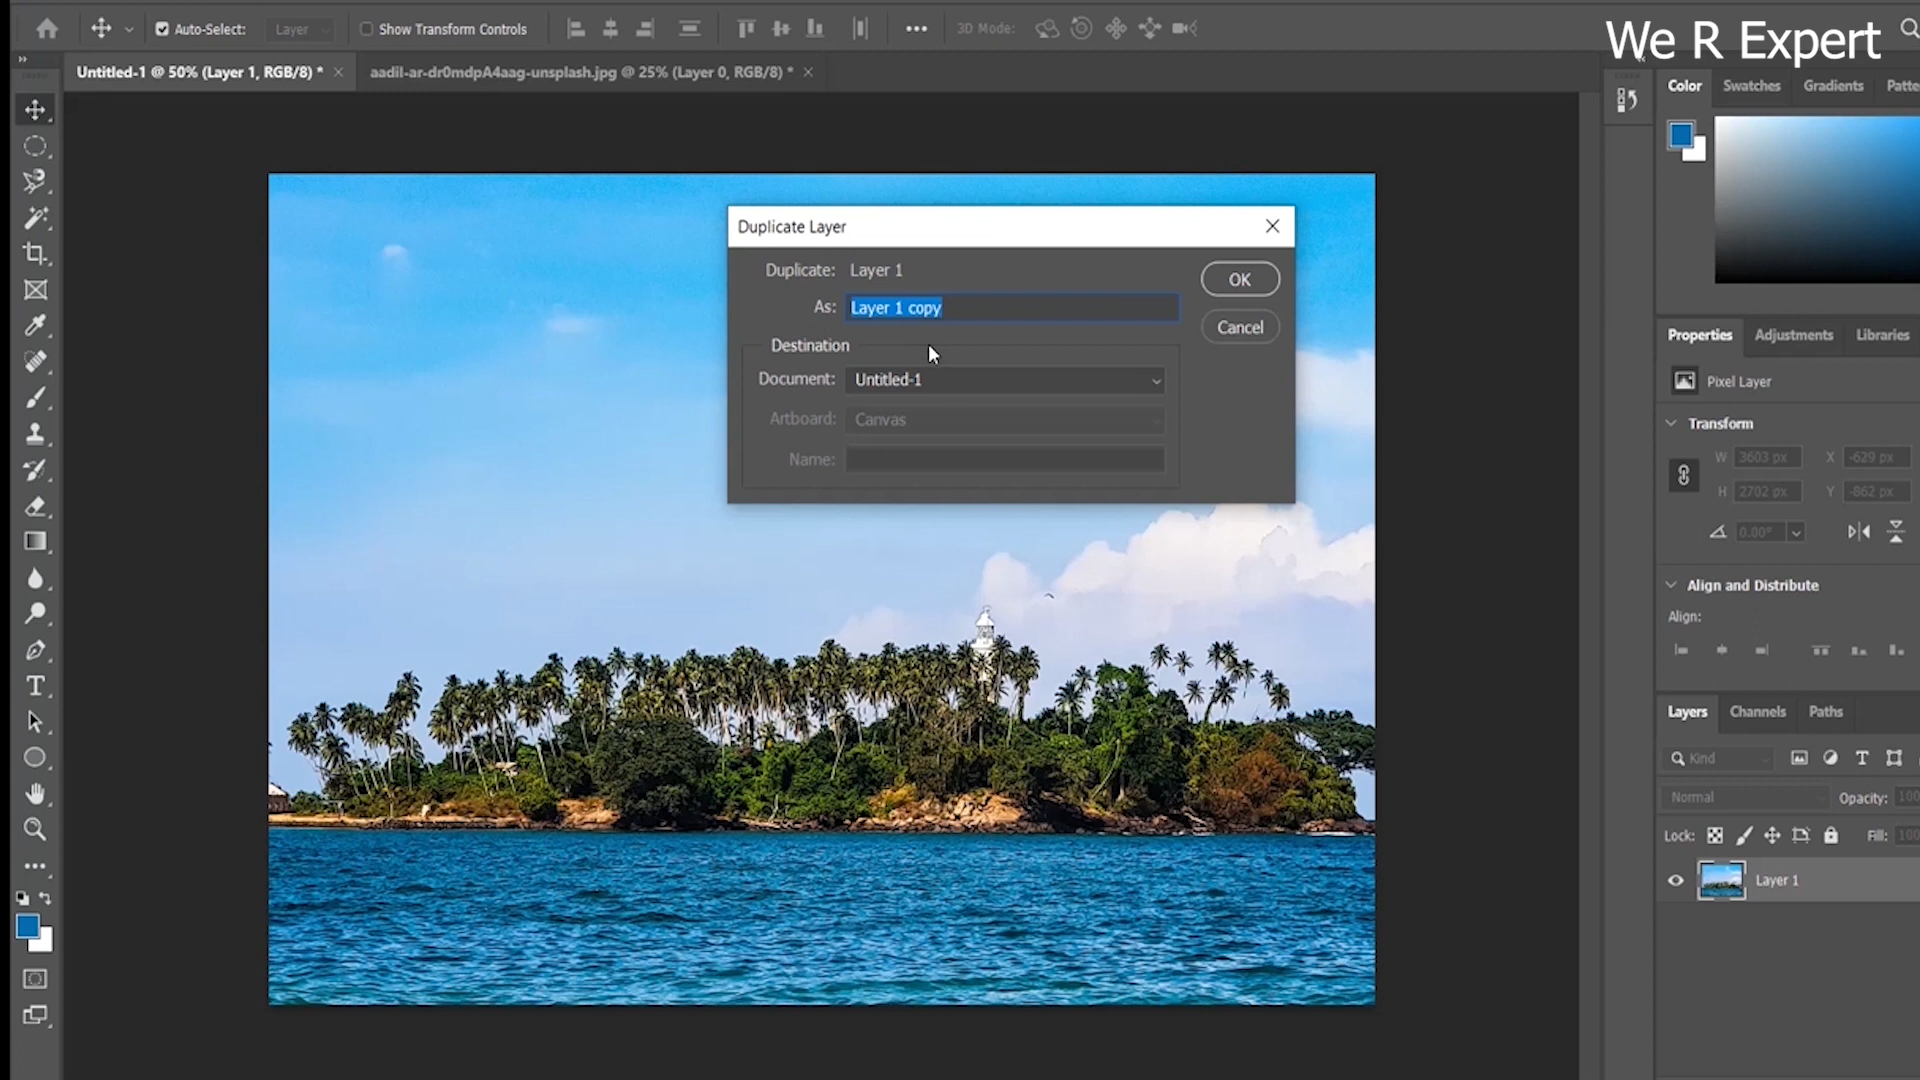 Auto-Select:
Layer
Show Transform Controls
3D Mode:
We R Expert
Untitled-1 @ 50% (Layer 1, RGB/8) *
aadil-ar-dr0mdpA4aag-unsplash.jpg @ 25% (Layer 0, RGB/8) *
Color
Swatches
Gradients
Patte
Duplicate Layer
Duplicate:
Layer 1
As:
Layer 1 copy
OK
Cancel
Destination
Document:
Untitled-1
Artboard:
Canvas
Name:
Properties
Adjustments
Libraries
Pixel Layer
Transform
W 3603 px
X -629 px
H 2702 px
Y -862 px
0.00°
Align and Distribute
Align:
Layers
Channels
Paths
Kind
Normal
Opacity:
100
Lock:
Fill:
100
Layer 1